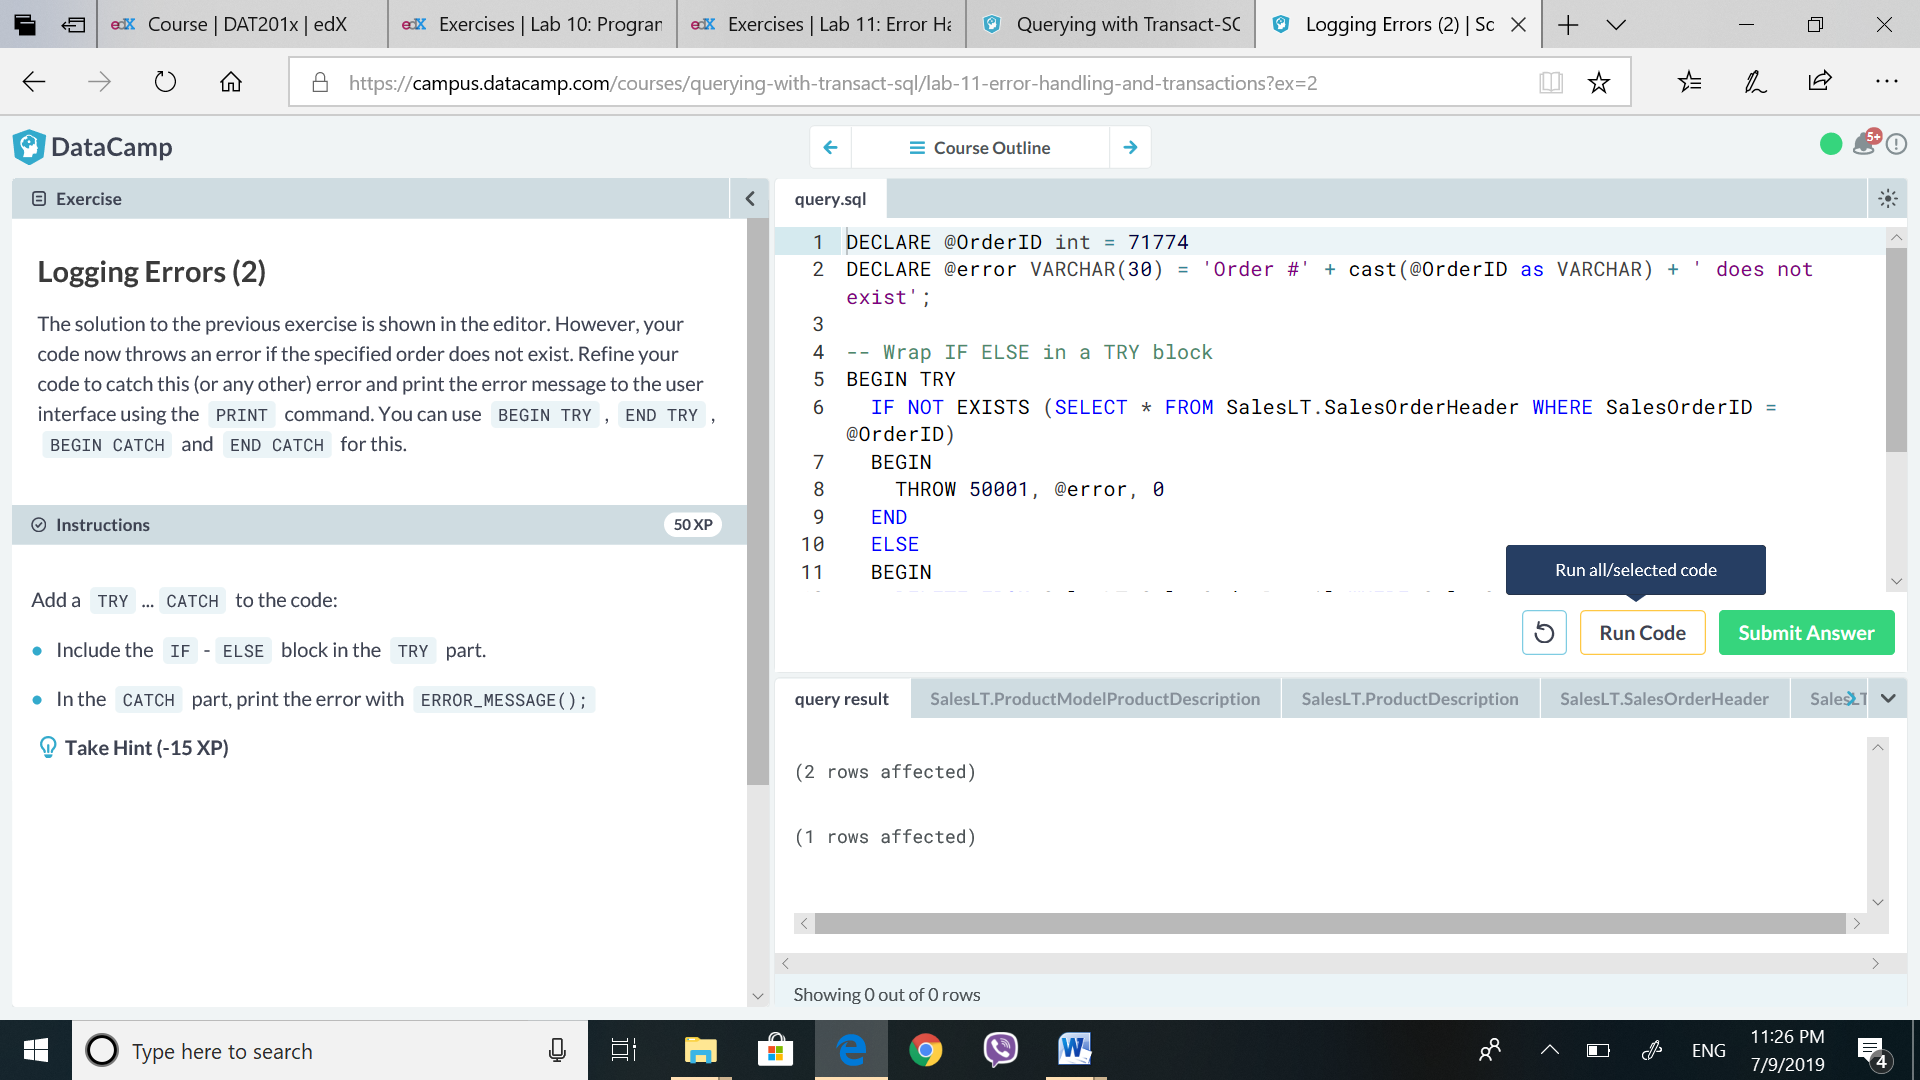 Course | DAT201x | edX
Exercises | Lab 10: Program
Exercises | Lab 11: Error Ha
Querying with Transact-SQ
Logging Errors (2) | Sc
https://campus.datacamp.com/courses/querying-with-transact-sql/lab-11-error-handling-and-transactions?ex=2
DataCamp
Course Outline
5+
Exercise
Logging Errors (2)
The solution to the previous exercise is shown in the editor. However, your
code now throws an error if the specified order does not exist. Refine your
code to catch this (or any other) error and print the error message to the user
interface using the PRINT command. You can use BEGIN TRY , END TRY ,
BEGIN CATCH and END CATCH for this.
Instructions
50 XP
Add a TRY ... CATCH to the code:
Include the IF - ELSE block in the TRY part.
In the CATCH part, print the error with ERROR_MESSAGE();
Take Hint (-15 XP)
query.sql
1 DECLARE @OrderID int = 71774
2 DECLARE @error VARCHAR(30) = 'Order #' + cast(@OrderID as VARCHAR) + ' does not
exist';
3
4 -- Wrap IF ELSE in a TRY block
5 BEGIN TRY
6 IF NOT EXISTS (SELECT * FROM SalesLT.SalesOrderHeader WHERE SalesOrderID =
@OrderID)
7 BEGIN
8 THROW 50001, @error, 0
9 END
10 ELSE
11 BEGIN
Run all/selected code
Run Code
Submit Answer
query result
SalesLT.ProductModelProductDescription
SalesLT.ProductDescription
SalesLT.SalesOrderHeader
SalesLT
(2 rows affected)
(1 rows affected)
Showing 0 out of 0 rows
Type here to search
ENG
11:26 PM
7/9/2019
4